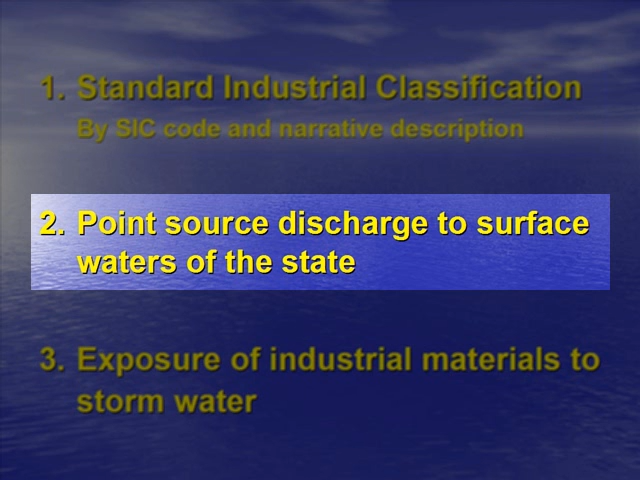 1. Standard Industrial Classification
By SIC code and narrative description
2. Point source discharge to surface
waters of the state
3. Exposure of industrial materials to
storm water